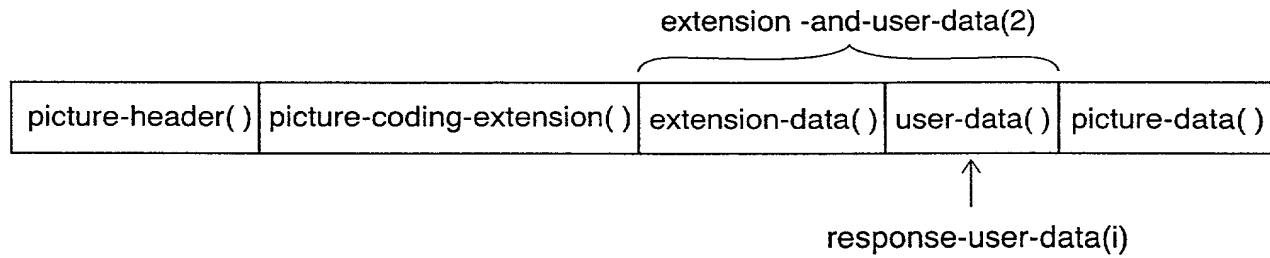 extension -and-user-data(2)
picture-header( ) picture-coding-extension( ) extension-data( ) user-data( ) picture-data( )
response-user-data(i)